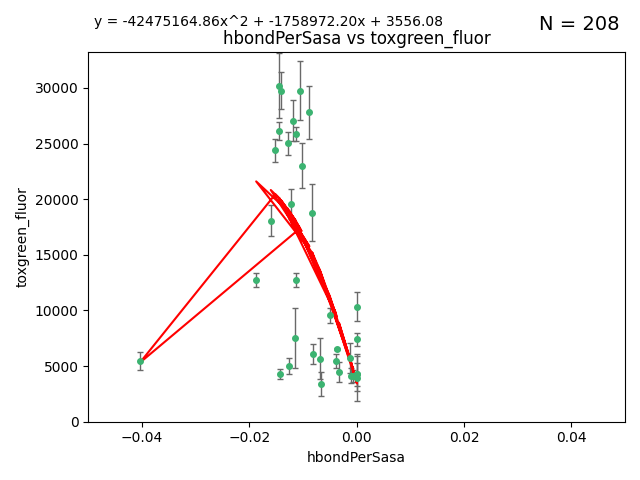 y = -42475164.86x^2 + -1758972.20x + 3556.08
N = 208
hbondPerSasa vs toxgreen_fluor
30000
25000
20000
15000
10000
5000
0
toxgreen_fluor
−0.04
−0.02
0.00
0.02
0.04
hbondPerSasa